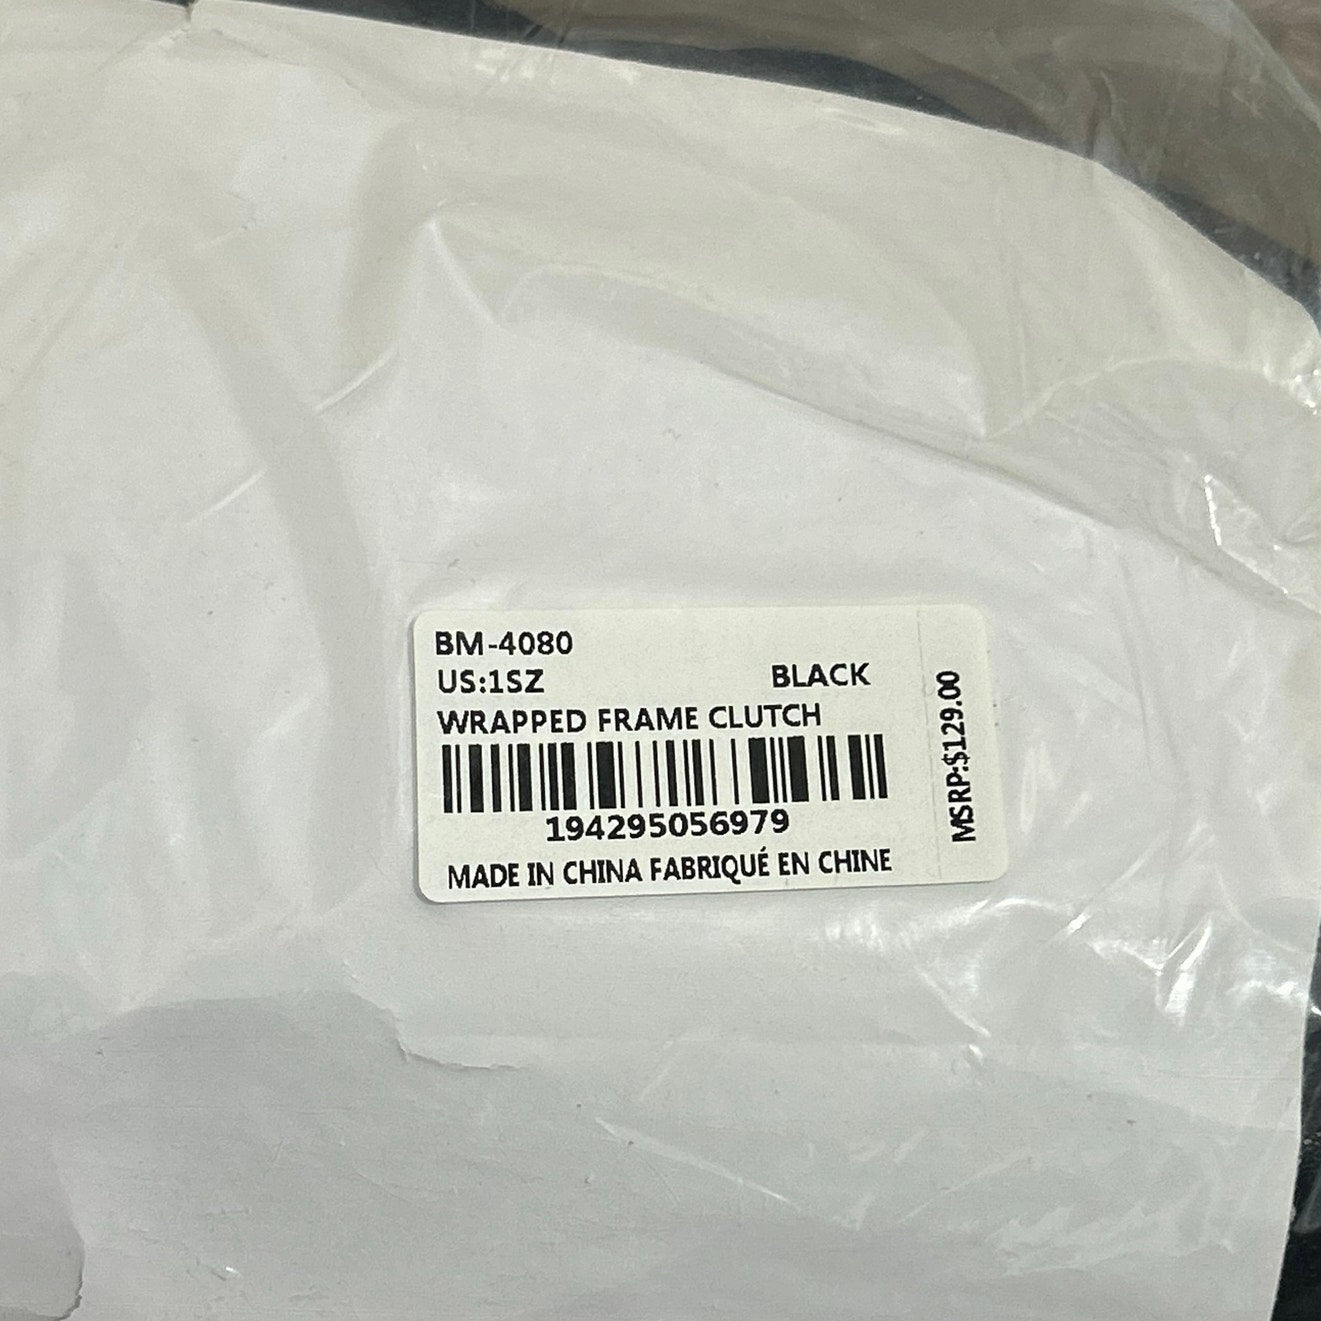 BM-4080
US:1SZ BLACK
WRAPPED FRAME CLUTCH
194295056979
MADE IN CHINA FABRIQUÉ EN CHINE
MSRP:$129.00